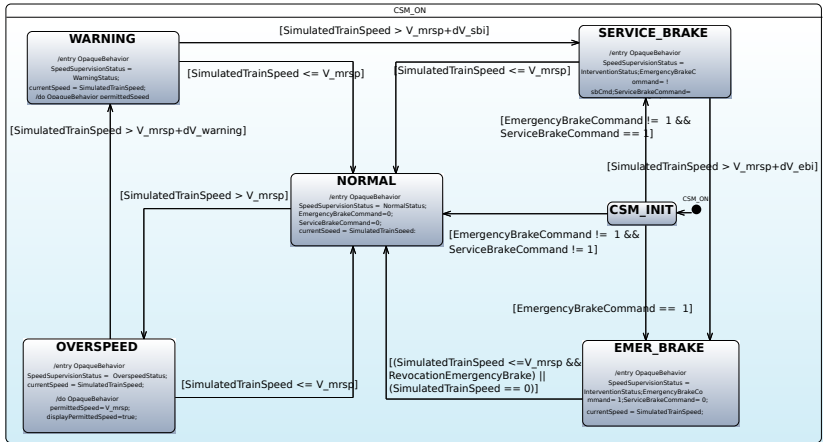 CSM_ON
WARNING
/entry OpaqueBehavior
SpeedSupervisionStatus =
WarningStatus;
currentSpeed = SimulatedTrainSpeed;
/do OpaqueBehavior permittedSpeed
[SimulatedTrainSpeed > V_mrsp+dV_sbi]
SERVICE_BRAKE
/entry OpaqueBehavior
SpeedSupervisionStatus =
InterventionStatus;EmergencyBrakeC
ommand= !
sbCmd;ServiceBrakeCommand=
[SimulatedTrainSpeed <= V_mrsp]
[SimulatedTrainSpeed <= V_mrsp]
[SimulatedTrainSpeed > V_mrsp+dV_warning]
[EmergencyBrakeCommand != 1 &&
ServiceBrakeCommand == 1]
[SimulatedTrainSpeed > V_mrsp+dV_ebi]
NORMAL
/entry OpaqueBehavior
SpeedSupervisionStatus = NormalStatus;
EmergencyBrakeCommand=0;
ServiceBrakeCommand=0;
currentSpeed = SimulatedTrainSpeed;
[SimulatedTrainSpeed > V_mrsp]
CSM_INIT
CSM_ON
[EmergencyBrakeCommand != 1 &&
ServiceBrakeCommand != 1]
[EmergencyBrakeCommand == 1]
OVERSPEED
/entry OpaqueBehavior
SpeedSupervisionStatus = OverspeedStatus;
currentSpeed = SimulatedTrainSpeed;
/do OpaqueBehavior
permittedSpeed=V_mrsp;
displayPermittedSpeed=true;
[SimulatedTrainSpeed <= V_mrsp]
[(SimulatedTrainSpeed <=V_mrsp &&
RevocationEmergencyBrake) ||
(SimulatedTrainSpeed == 0)]
EMER_BRAKE
/entry OpaqueBehavior
SpeedSupervisionStatus =
InterventionStatus;EmergencyBrakeCo
mmand= 1;ServiceBrakeCommand= 0;
currentSpeed = SimulatedTrainSpeed;